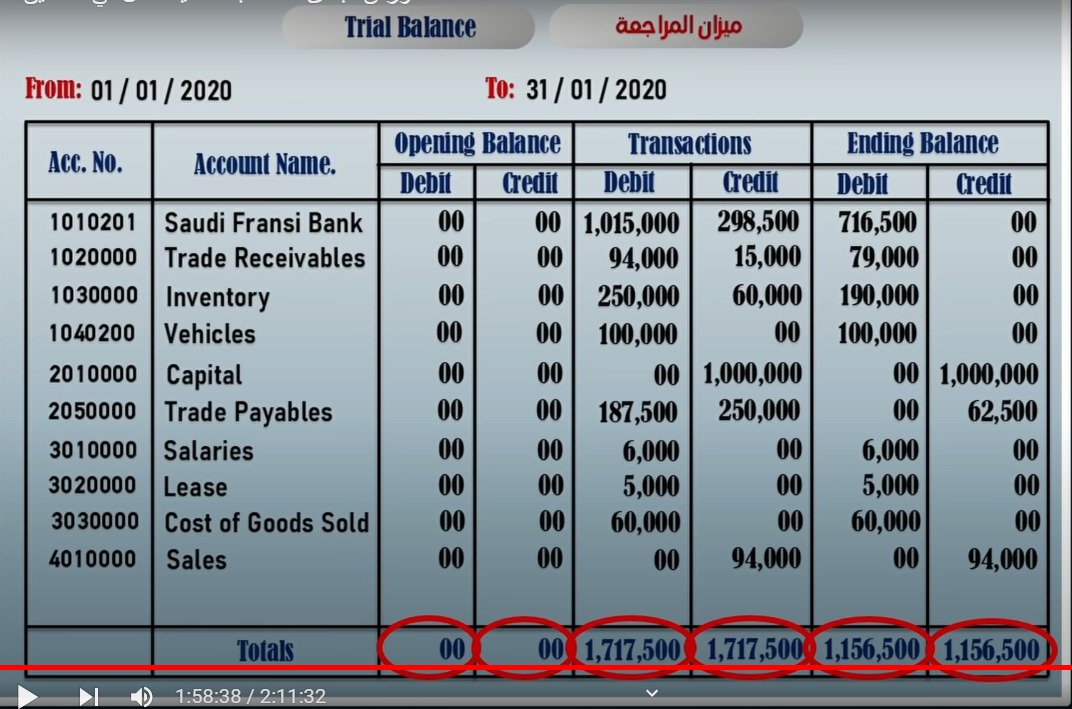 Trial Balance ميزان المراجعة
From: 01 / 01 / 2020 To: 31 / 01 / 2020
Acc. No. Account Name. Opening Balance Transactions Ending Balance
Debit Credit Debit Credit Debit Credit
1010201 Saudi Fransi Bank 00 00 1,015,000 298,500 716,500 00
1020000 Trade Receivables 00 00 94,000 15,000 79,000 00
1030000 Inventory 00 00 250,000 60,000 190,000 00
1040200 Vehicles 00 00 100,000 00 100,000 00
2010000 Capital 00 00 00 1,000,000 00 1,000,000
2050000 Trade Payables 00 00 187,500 250,000 00 62,500
3010000 Salaries 00 00 6,000 00 6,000 00
3020000 Lease 00 00 5,000 00 5,000 00
3030000 Cost of Goods Sold 00 00 60,000 00 60,000 00
4010000 Sales 00 00 00 94,000 00 94,000
Totals 00 00 1,717,500 1,717,500 1,156,500 1,156,500
1:58:38 / 2:11:32